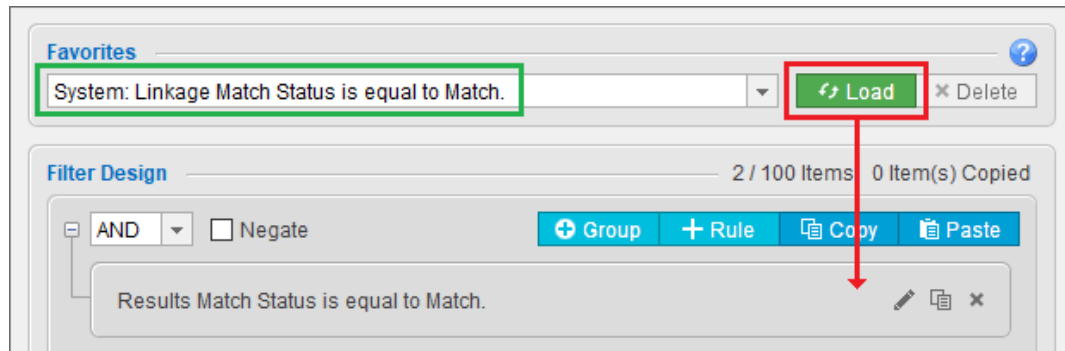 Favorites
?
System: Linkage Match Status is equal to Match.
Load
Delete
Filter Design
2 / 100 Items
0 Item(s) Copied
AND
Negate
Group
Rule
Copy
Paste
Results Match Status is equal to Match.